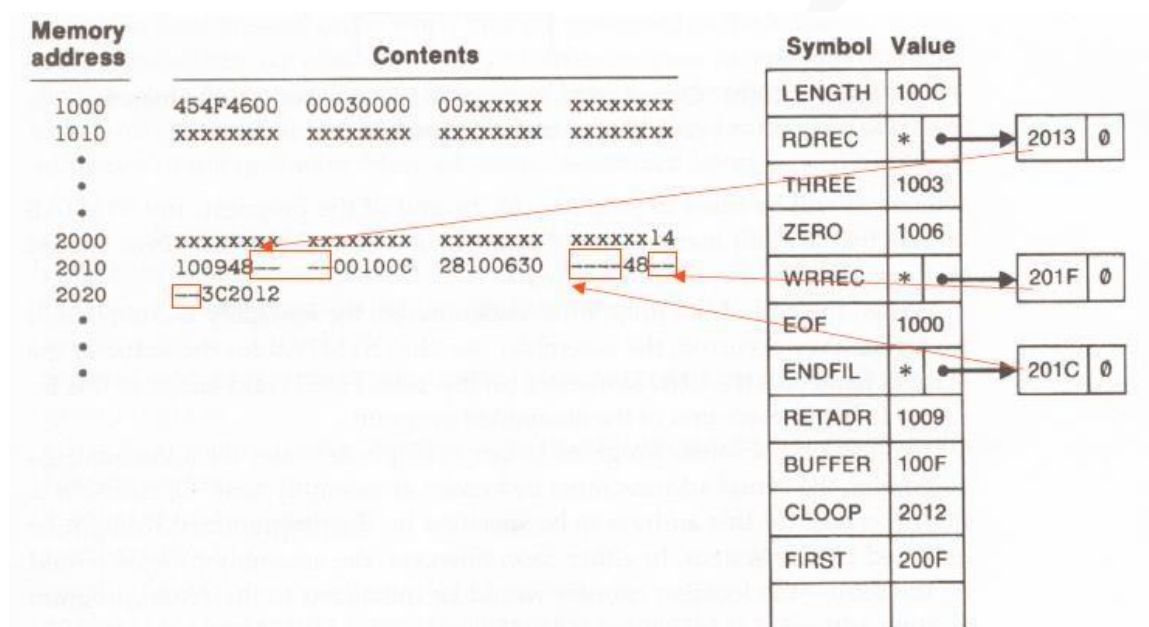 Memory
address Contents
1000 454F4600 00030000 00xxxxxx xxxxxxxx
1010 xxxxxxxx xxxxxxxx xxxxxxxx xxxxxxxx
•
•
•
2000 xxxxxxxx xxxxxxxx xxxxxxxx xxxxxx14
2010 100948-- --00100C 28100630 ----48--
2020 --3C2012
•
•
•
Symbol Value
LENGTH 100C
RDREC * 2013 Ø
THREE 1003
ZERO 1006
WRREC * 201F Ø
EOF 1000
ENDFIL * 201C Ø
RETADR 1009
BUFFER 100F
CLOOP 2012
FIRST 200F